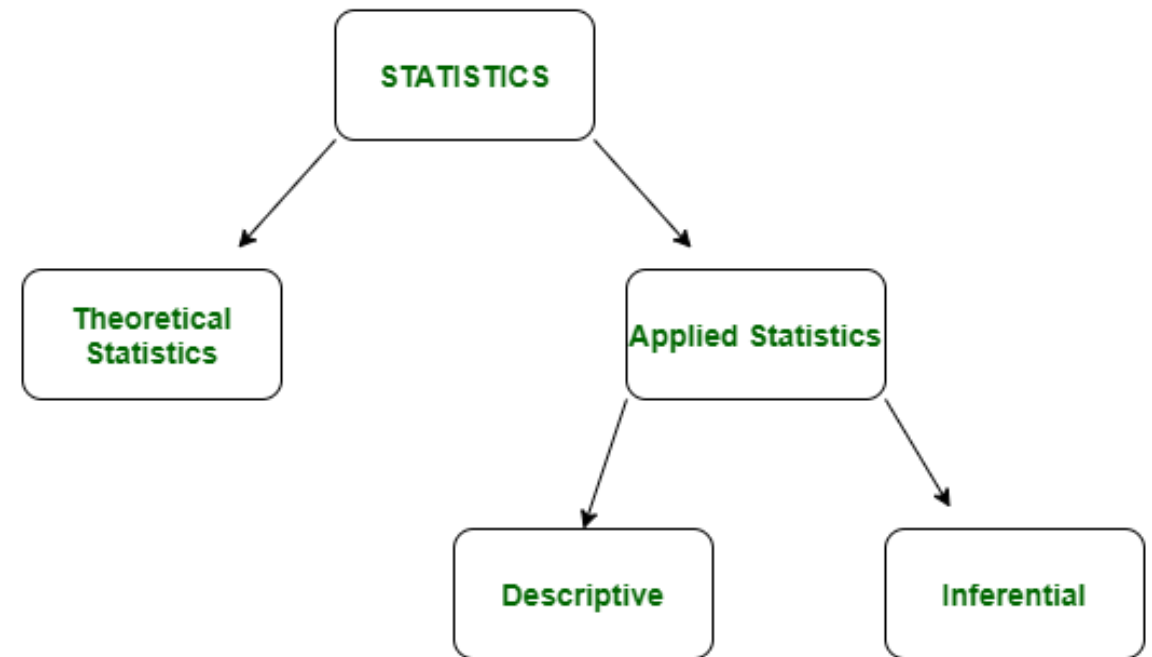 STATISTICS
Theoretical
Statistics
Applied Statistics
Descriptive
Inferential